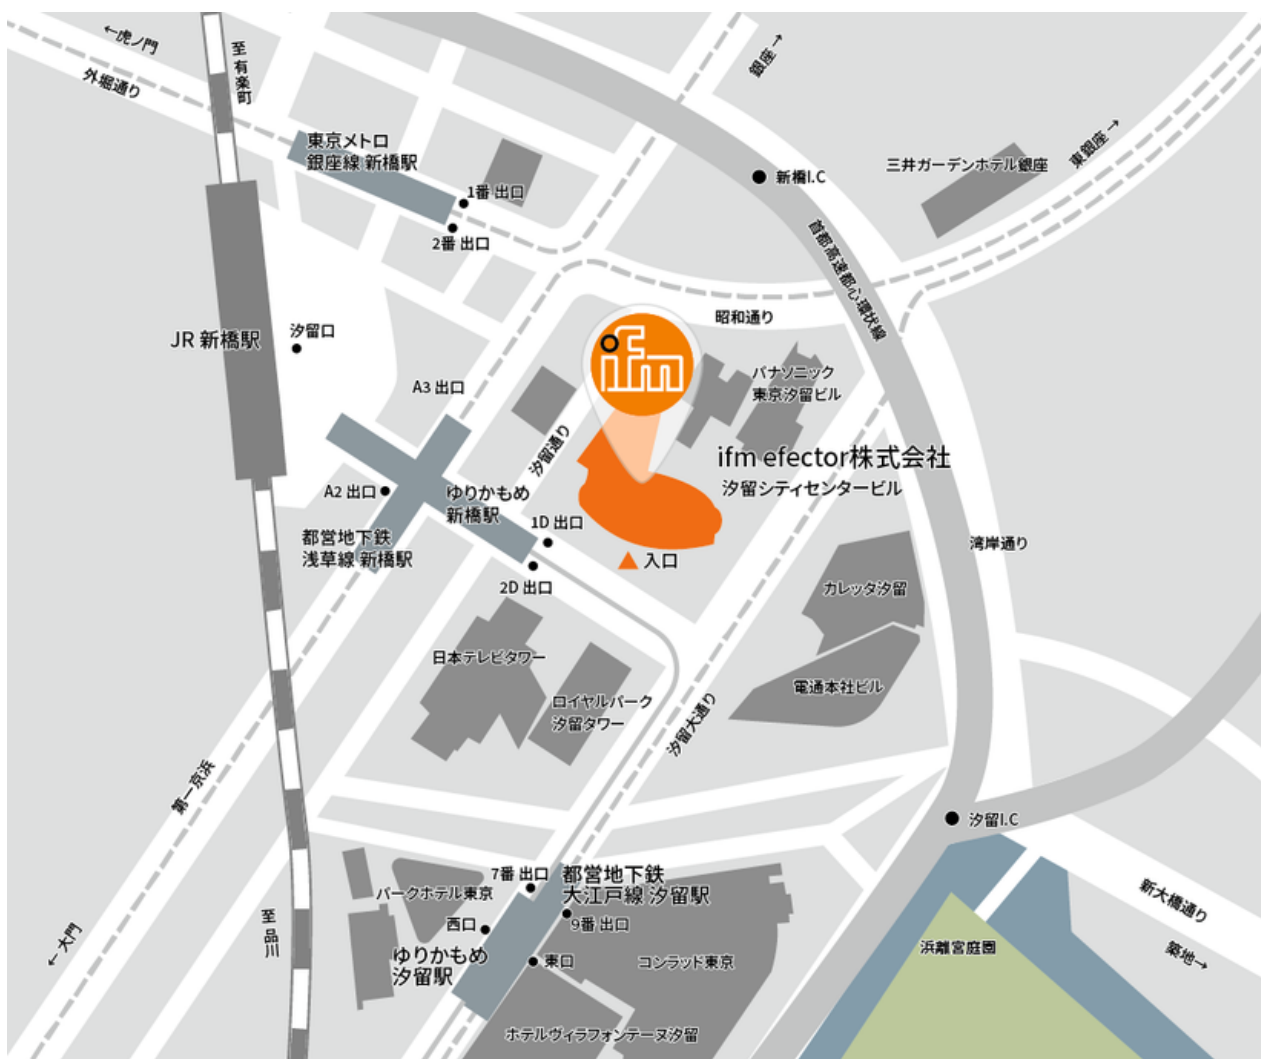 ←虎ノ門
外堀通り
至 有楽町
銀座→
東京メトロ
銀座線 新橋駅
1番 出口
2番 出口
新橋I.C
三井ガーデンホテル銀座
東銀座→
首都高速都心環状線
昭和通り
JR 新橋駅
汐留口
A3 出口
ifm
パナソニック
東京汐留ビル
汐留通り
ifm efector株式会社
汐留シティセンタービル
A2 出口
ゆりかもめ
新橋駅
1D 出口
都営地下鉄
浅草線 新橋駅
入口
2D 出口
湾岸通り
カレッタ汐留
日本テレビタワー
電通本社ビル
ロイヤルパーク
汐留タワー
汐留大通り
第一京浜
汐留I.C
7番 出口
都営地下鉄
大江戸線 汐留駅
パークホテル東京
西口
9番 出口
新大橋通り
至 品川
←大門
ゆりかもめ
汐留駅
東口
コンラッド東京
浜離宮庭園
築地→
ホテルヴィラフォンテーヌ汐留